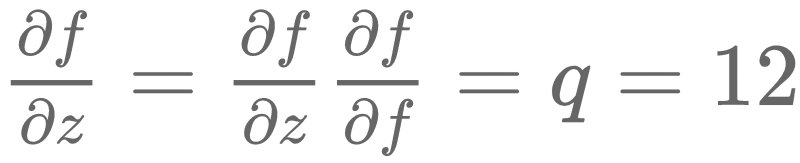 ∂f/∂z = ∂f/∂z ∂f/∂f = q = 12